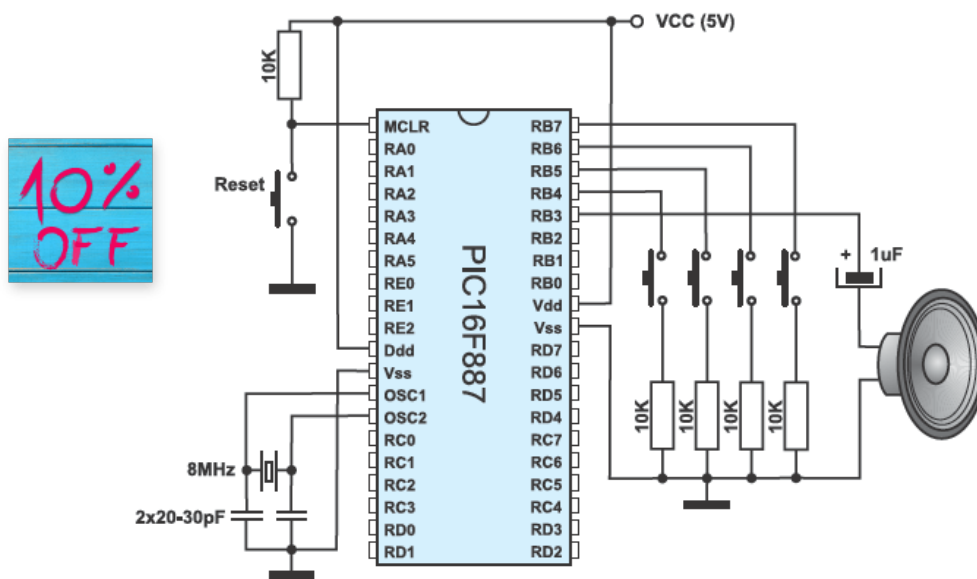 VCC (5V)
10K
10%
OFF
Reset
MCLR
RA0
RA1
RA2
RA3
RA4
RA5
RE0
RE1
RE2
Ddd
Vss
OSC1
OSC2
RC0
RC1
RC2
RC3
RD0
RD1
PIC16F887
RB7
RB6
RB5
RB4
RB3
RB2
RB1
RB0
Vdd
Vss
RD7
RD6
RD5
RD4
RC7
RC6
RC5
RC4
RD3
RD2
+
1uF
10K
10K
10K
10K
8MHz
2x20-30pF